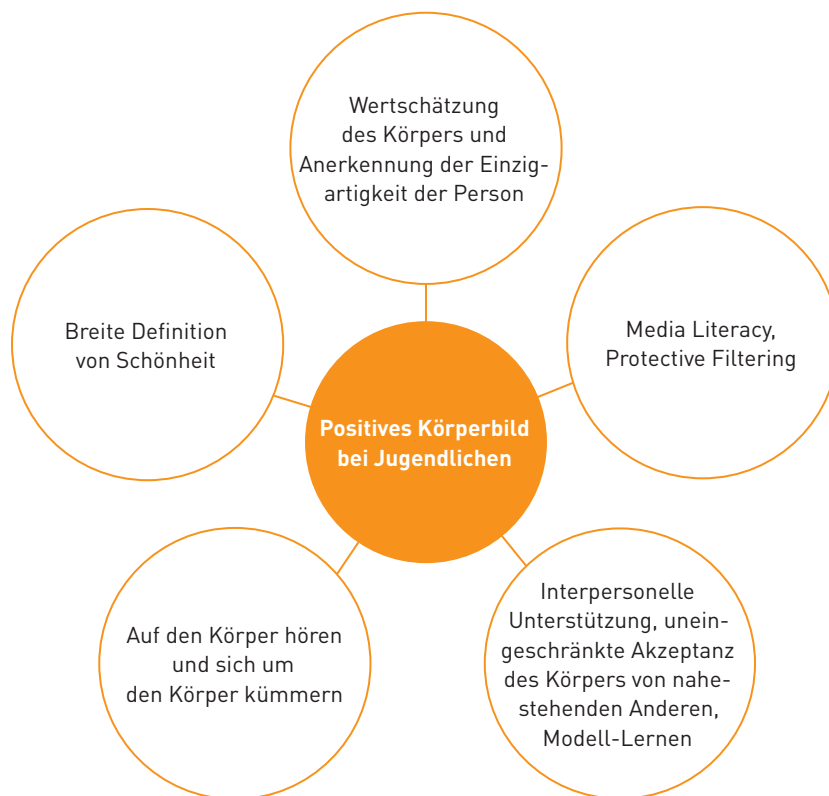 Wertschätzung
des Körpers und
Anerkennung der Einzig-
artigkeit der Person
Breite Definition
von Schönheit
Media Literacy,
Protective Filtering
Positives Körperbild
bei Jugendlichen
Auf den Körper hören
und sich um
den Körper kümmern
Interpersonelle
Unterstützung, unein-
geschränkte Akzeptanz
des Körpers von nahe-
stehenden Anderen,
Modell-Lernen